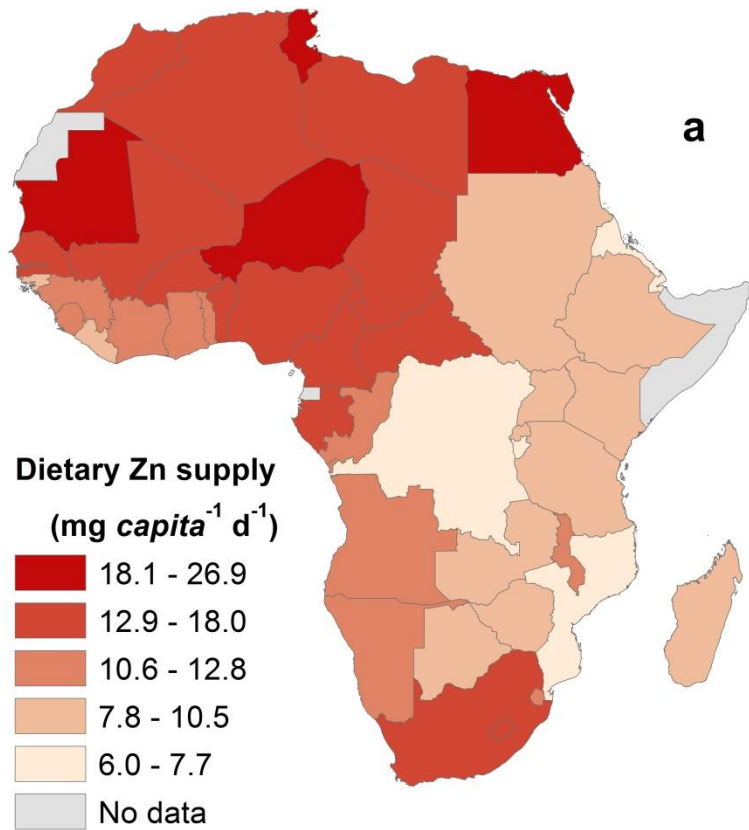 a
Dietary Zn supply
(mg capita⁻¹ d⁻¹)
18.1 - 26.9
12.9 - 18.0
10.6 - 12.8
7.8 - 10.5
6.0 - 7.7
No data